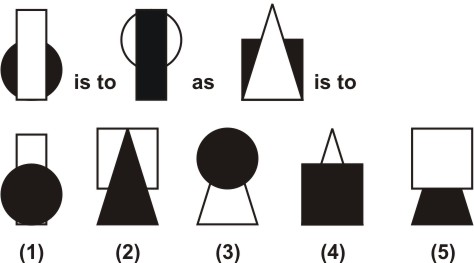 is to as is to
(1) (2) (3) (4) (5)